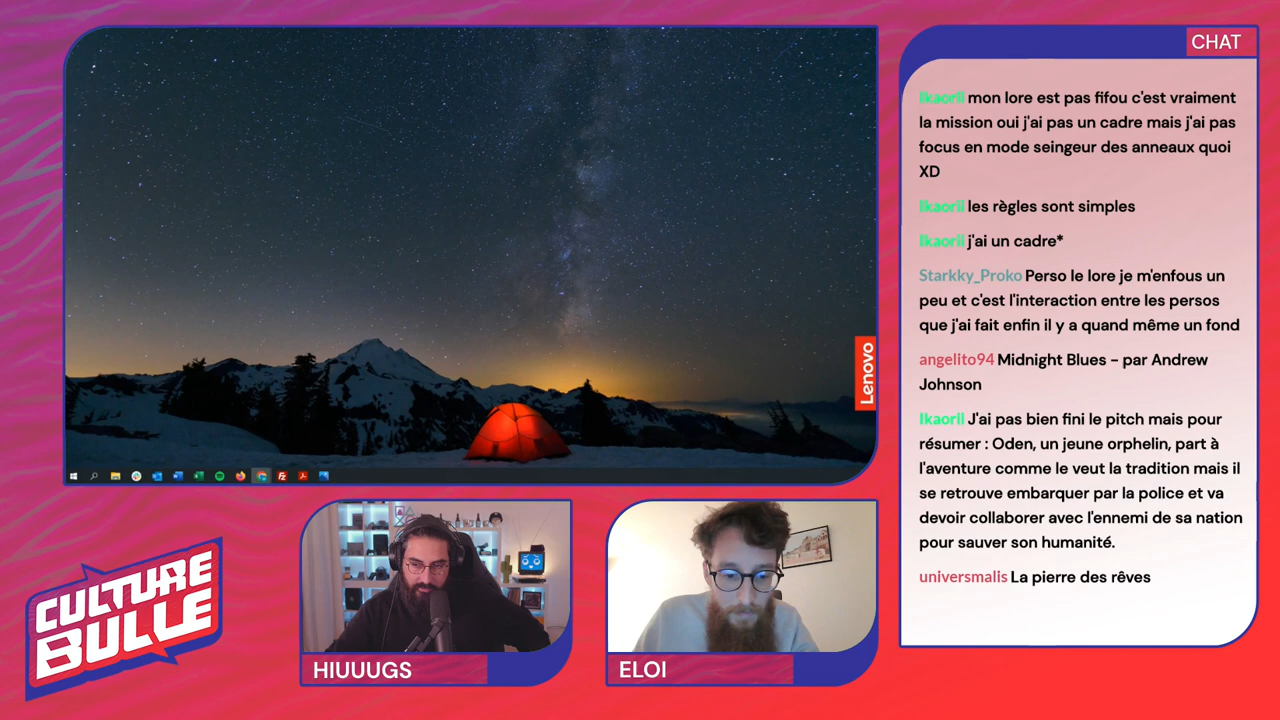 CHAT
Ikaorii mon lore est pas fifou c'est vraiment
la mission oui j'ai pas un cadre mais j'ai pas
focus en mode seingeur des anneaux quoi
XD
Ikaorii les règles sont simples
Ikaorii j'ai un cadre*
Starkky_Proko Perso le lore je m'enfous un
peu et c'est l'interaction entre les persos
que j'ai fait enfin il y a quand même un fond
angelito94 Midnight Blues - par Andrew
Johnson
Ikaorii J'ai pas bien fini le pitch mais pour
résumer : Oden, un jeune orphelin, part à
l'aventure comme le veut la tradition mais il
se retrouve embarquer par la police et va
devoir collaborer avec l'ennemi de sa nation
pour sauver son humanité.
universmalis La pierre des rêves
Lenovo
CULTURE
BULLE
HIUUUGS
ELOI